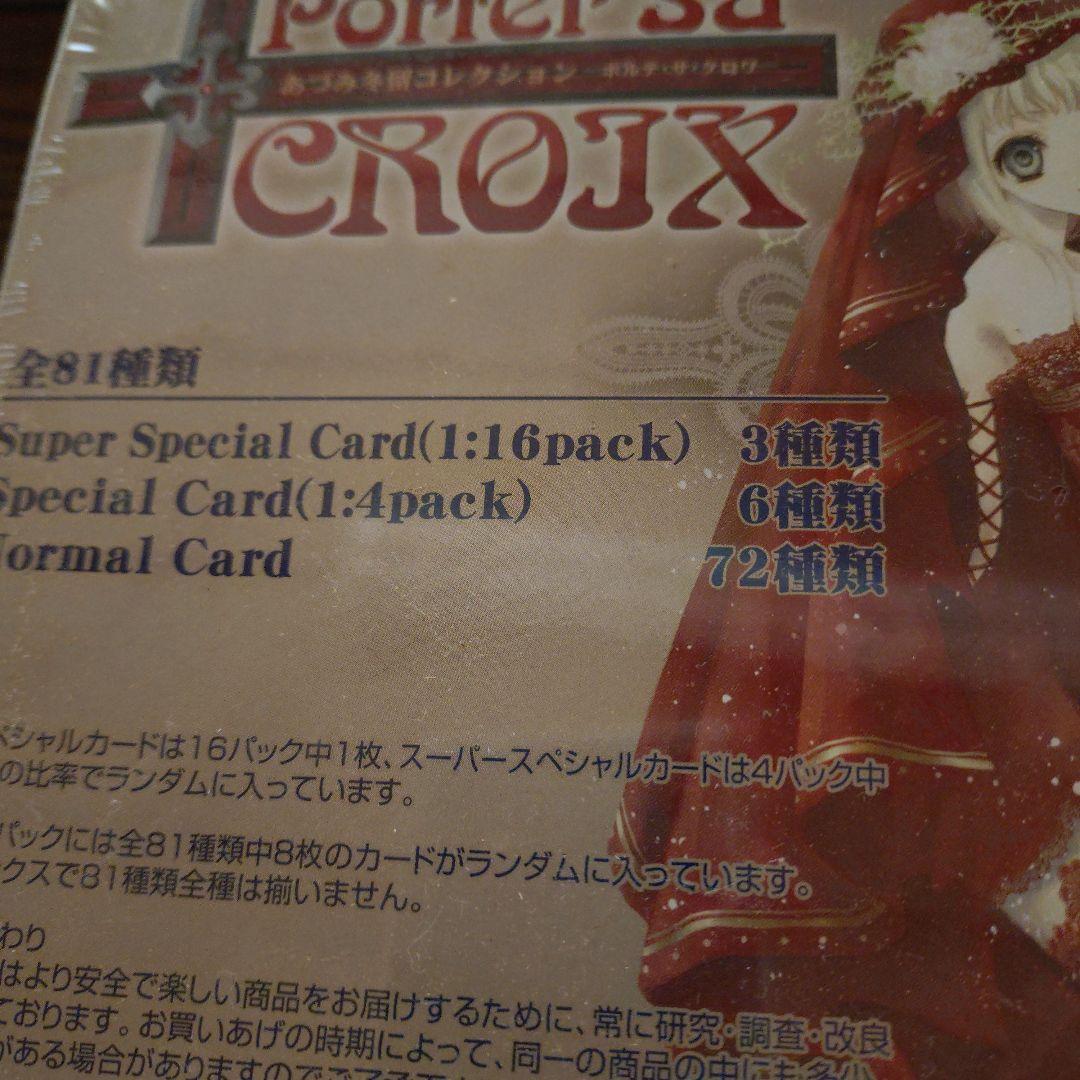 Porter sa
あづみ冬留コレクション ―ポルテ・サ・クロワ―
CROIX
全81種類
Super Special Card(1:16pack) 3種類
Special Card(1:4pack) 6種類
Normal Card 72種類
ペシャルカードは16パック中1枚、スーパースペシャルカードは4パック中
の比率でランダムに入っています。
パックには全81種類中8枚のカードがランダムに入っています。
ックスで81種類全種は揃いません。
わり
はより安全で楽しい商品をお届けするために、常に研究・調査・改良
ております。お買いあげの時期によって、同一の商品の中にも多少
がある場合がありますのでご了承